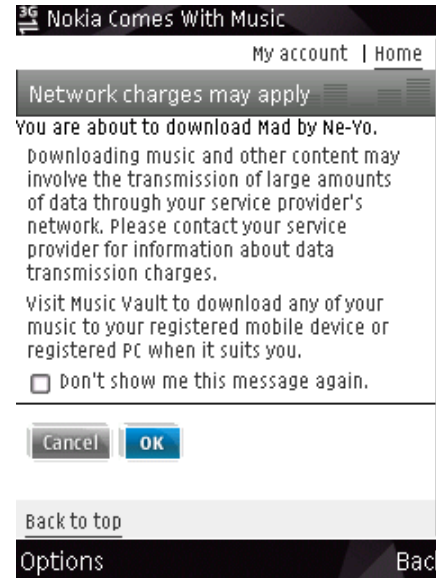 3G Nokia Comes With Music
My account | Home
Network charges may apply
You are about to download Mad by Ne-Yo.
Downloading music and other content may
involve the transmission of large amounts
of data through your service provider's
network. Please contact your service
provider for information about data
transmission charges.
Visit Music Vault to download any of your
music to your registered mobile device or
registered PC when it suits you.
Don't show me this message again.
Cancel OK
Back to top
Options Bac